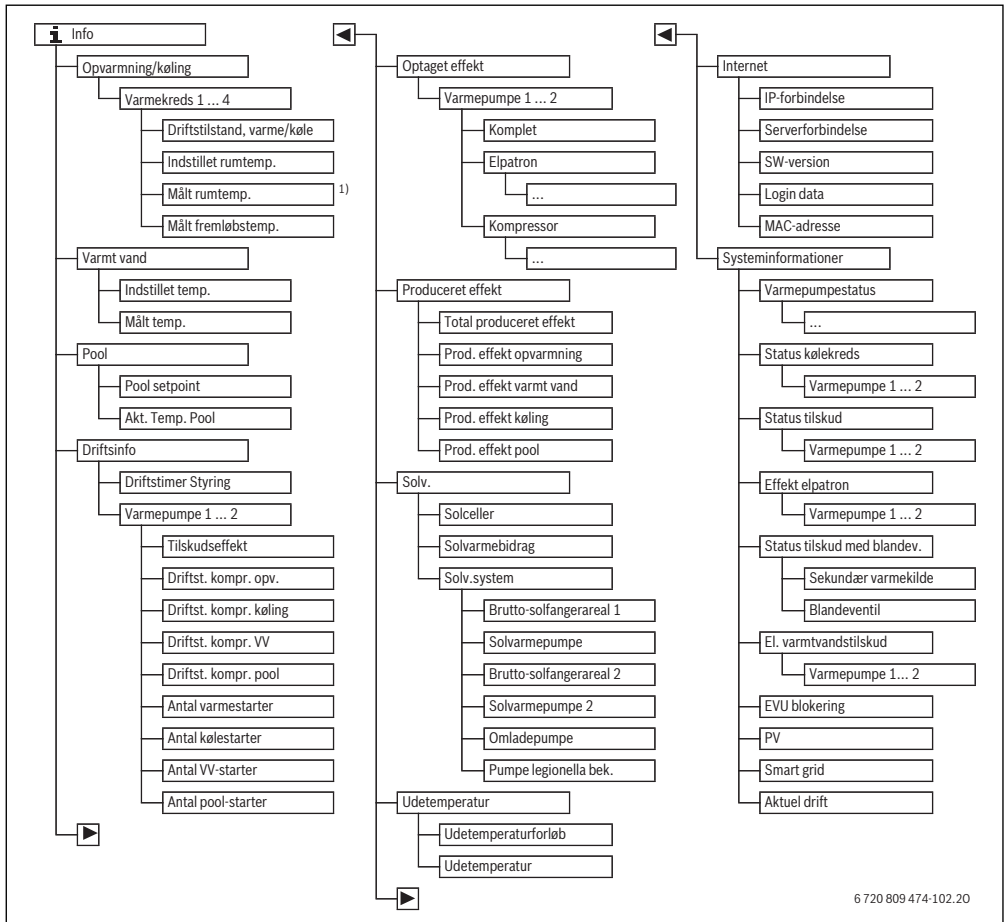 i Info
Opvarmning/køling
Varmekreds 1 ... 4
Driftstilstand, varme/køle
Indstillet rumtemp.
Målt rumtemp. 1)
Målt fremløbstemp.
Varmt vand
Indstillet temp.
Målt temp.
Pool
Pool setpoint
Akt. Temp. Pool
Driftsinfo
Driftstimer Styring
Varmepumpe 1 ... 2
Tilskudseffekt
Driftst. kompr. opv.
Driftst. kompr. køling
Driftst. kompr. VV
Driftst. kompr. pool
Antal varmestarter
Antal kølestarter
Antal VV-starter
Antal pool-starter
Optaget effekt
Varmepumpe 1 ... 2
Komplet
Elpatron
...
Kompressor
...
Produceret effekt
Total produceret effekt
Prod. effekt opvarmning
Prod. effekt varmt vand
Prod. effekt køling
Prod. effekt pool
Solv.
Solceller
Solvarmebidrag
Solv.system
Brutto-solfangerareal 1
Solvarmepumpe
Brutto-solfangerareal 2
Solvarmepumpe 2
Omladepumpe
Pumpe legionella bek.
Udetemperatur
Udetemperaturforløb
Udetemperatur
Internet
IP-forbindelse
Serverforbindelse
SW-version
Login data
MAC-adresse
Systeminformationer
Varmepumpestatus
...
Status kølekreds
Varmepumpe 1 ... 2
Status tilskud
Varmepumpe 1 ... 2
Effekt elpatron
Varmepumpe 1 ... 2
Status tilskud med blandev.
Sekundær varmekilde
Blandeventil
El. varmtvandstilskud
Varmepumpe 1... 2
EVU blokering
PV
Smart grid
Aktuel drift
6 720 809 474-102.2O